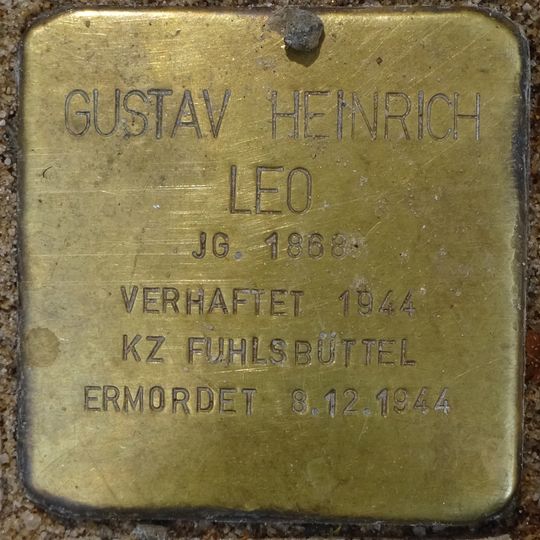 GUSTAV HEINRICH
LEO
JG. 1868
VERHAFTET 1944
KZ FUHLSBÜTTEL
ERMORDET 8.12.1944